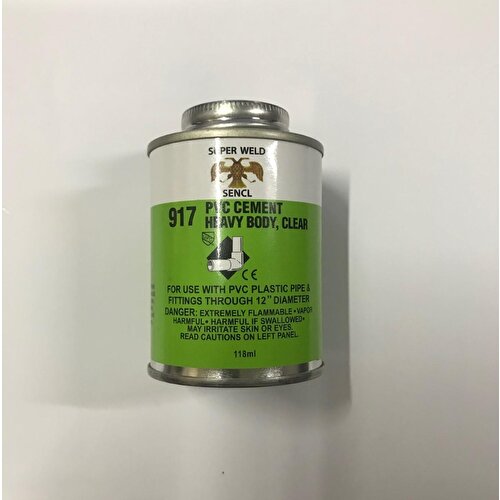 SUPER WELD
SENCL
917 PVC CEMENT
HEAVY BODY, CLEAR
CE
FOR USE WITH PVC PLASTIC PIPE &
FITTINGS THROUGH 12" DIAMETER
DANGER: EXTREMELY FLAMMABLE • VAPOR
HARMFUL • HARMFUL IF SWALLOWED •
MAY IRRITATE SKIN OR EYES.
READ CAUTIONS ON LEFT PANEL.
118ml